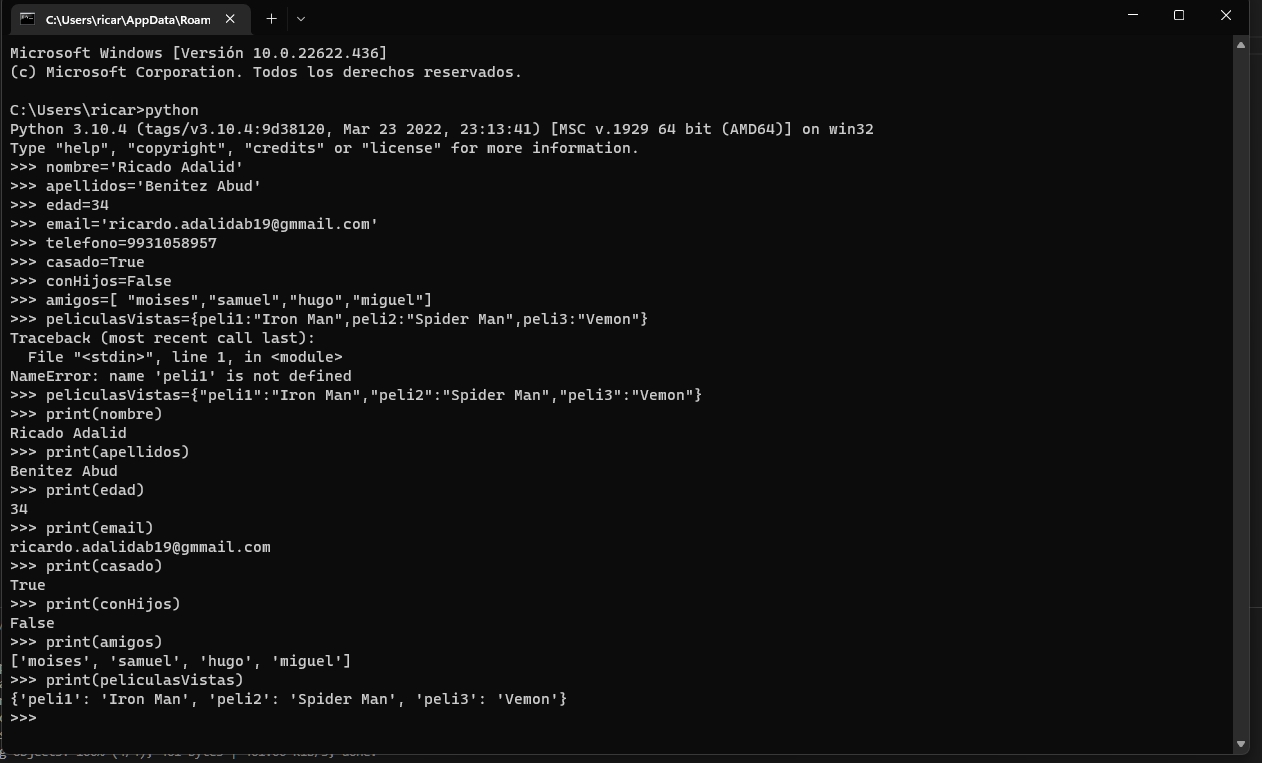 C:\Users\ricar\AppData\Roam
Microsoft Windows [Versión 10.0.22622.436]
(c) Microsoft Corporation. Todos los derechos reservados.
C:\Users\ricar>python
Python 3.10.4 (tags/v3.10.4:9d38120, Mar 23 2022, 23:13:41) [MSC v.1929 64 bit (AMD64)] on win32
Type "help", "copyright", "credits" or "license" for more information.
>>> nombre='Ricado Adalid'
>>> apellidos='Benitez Abud'
>>> edad=34
>>> email='ricardo.adalidab19@gmmail.com'
>>> telefono=9931058957
>>> casado=True
>>> conHijos=False
>>> amigos=[ "moises","samuel","hugo","miguel"]
>>> peliculasVistas={peli1:"Iron Man",peli2:"Spider Man",peli3:"Vemon"}
Traceback (most recent call last):
  File "<stdin>", line 1, in <module>
NameError: name 'peli1' is not defined
>>> peliculasVistas={"peli1":"Iron Man","peli2":"Spider Man","peli3":"Vemon"}
>>> print(nombre)
Ricado Adalid
>>> print(apellidos)
Benitez Abud
>>> print(edad)
34
>>> print(email)
ricardo.adalidab19@gmmail.com
>>> print(casado)
True
>>> print(conHijos)
False
>>> print(amigos)
['moises', 'samuel', 'hugo', 'miguel']
>>> print(peliculasVistas)
{'peli1': 'Iron Man', 'peli2': 'Spider Man', 'peli3': 'Vemon'}
>>>